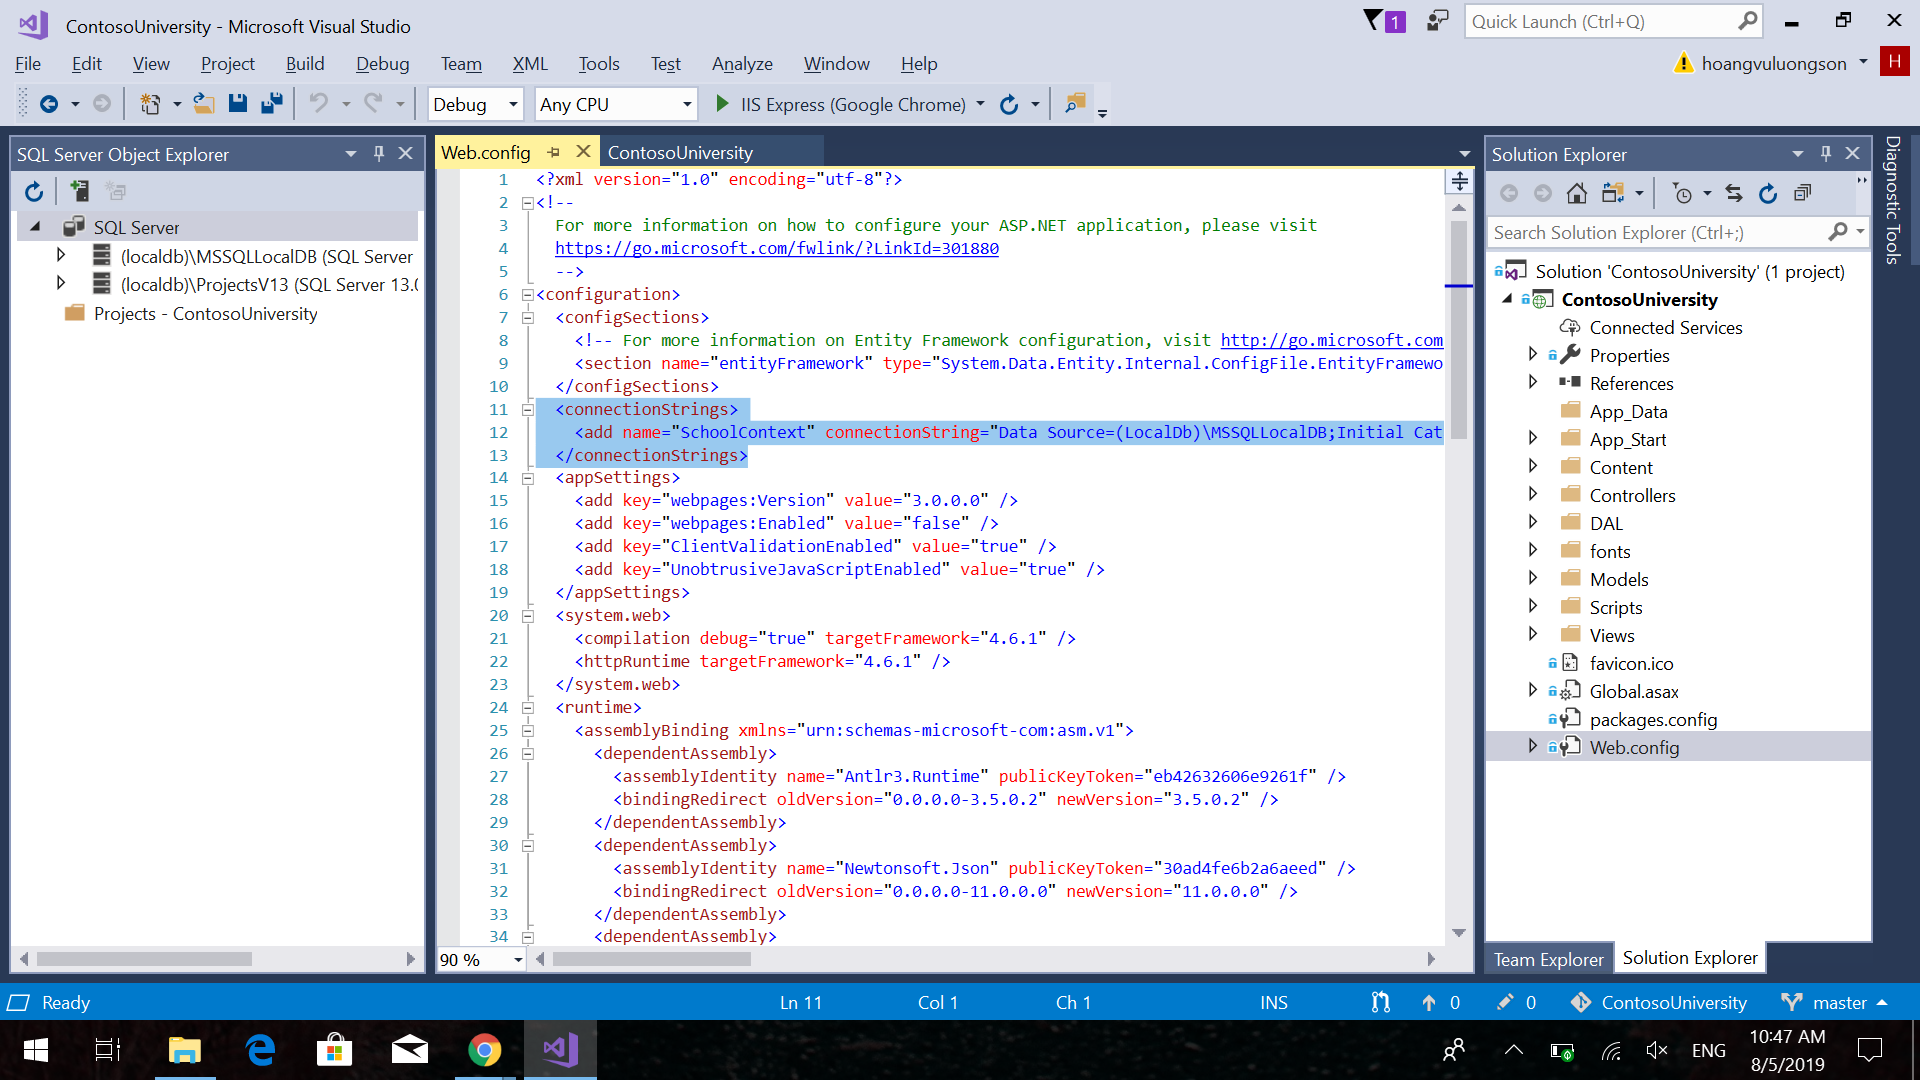 ContosoUniversity - Microsoft Visual Studio
1
Quick Launch (Ctrl+Q)
File Edit View Project Build Debug Team XML Tools Test Analyze Window Help
hoangvuluongson
H
Debug
Any CPU
IIS Express (Google Chrome)
SQL Server Object Explorer
SQL Server
(localdb)\MSSQLLocalDB (SQL Server
(localdb)\ProjectsV13 (SQL Server 13.0
Projects - ContosoUniversity
Web.config
ContosoUniversity
1 <?xml version="1.0" encoding="utf-8"?>
2 <!--
3 For more information on how to configure your ASP.NET application, please visit
4 https://go.microsoft.com/fwlink/?LinkId=301880
5 -->
6 <configuration>
7 <configSections>
8 <!-- For more information on Entity Framework configuration, visit http://go.microsoft.com
9 <section name="entityFramework" type="System.Data.Entity.Internal.ConfigFile.EntityFramewo
10 </configSections>
11 <connectionStrings>
12 <add name="SchoolContext" connectionString="Data Source=(LocalDb)\MSSQLLocalDB;Initial Cat
13 </connectionStrings>
14 <appSettings>
15 <add key="webpages:Version" value="3.0.0.0" />
16 <add key="webpages:Enabled" value="false" />
17 <add key="ClientValidationEnabled" value="true" />
18 <add key="UnobtrusiveJavaScriptEnabled" value="true" />
19 </appSettings>
20 <system.web>
21 <compilation debug="true" targetFramework="4.6.1" />
22 <httpRuntime targetFramework="4.6.1" />
23 </system.web>
24 <runtime>
25 <assemblyBinding xmlns="urn:schemas-microsoft-com:asm.v1">
26 <dependentAssembly>
27 <assemblyIdentity name="Antlr3.Runtime" publicKeyToken="eb42632606e9261f" />
28 <bindingRedirect oldVersion="0.0.0.0-3.5.0.2" newVersion="3.5.0.2" />
29 </dependentAssembly>
30 <dependentAssembly>
31 <assemblyIdentity name="Newtonsoft.Json" publicKeyToken="30ad4fe6b2a6aeed" />
32 <bindingRedirect oldVersion="0.0.0.0-11.0.0.0" newVersion="11.0.0.0" />
33 </dependentAssembly>
34 <dependentAssembly>
90 %
Solution Explorer
Search Solution Explorer (Ctrl+;)
Solution 'ContosoUniversity' (1 project)
ContosoUniversity
Connected Services
Properties
References
App_Data
App_Start
Content
Controllers
DAL
fonts
Models
Scripts
Views
favicon.ico
Global.asax
packages.config
Web.config
Team Explorer
Solution Explorer
Diagnostic Tools
Ready
Ln 11
Col 1
Ch 1
INS
0
0
ContosoUniversity
master
ENG
10:47 AM
8/5/2019